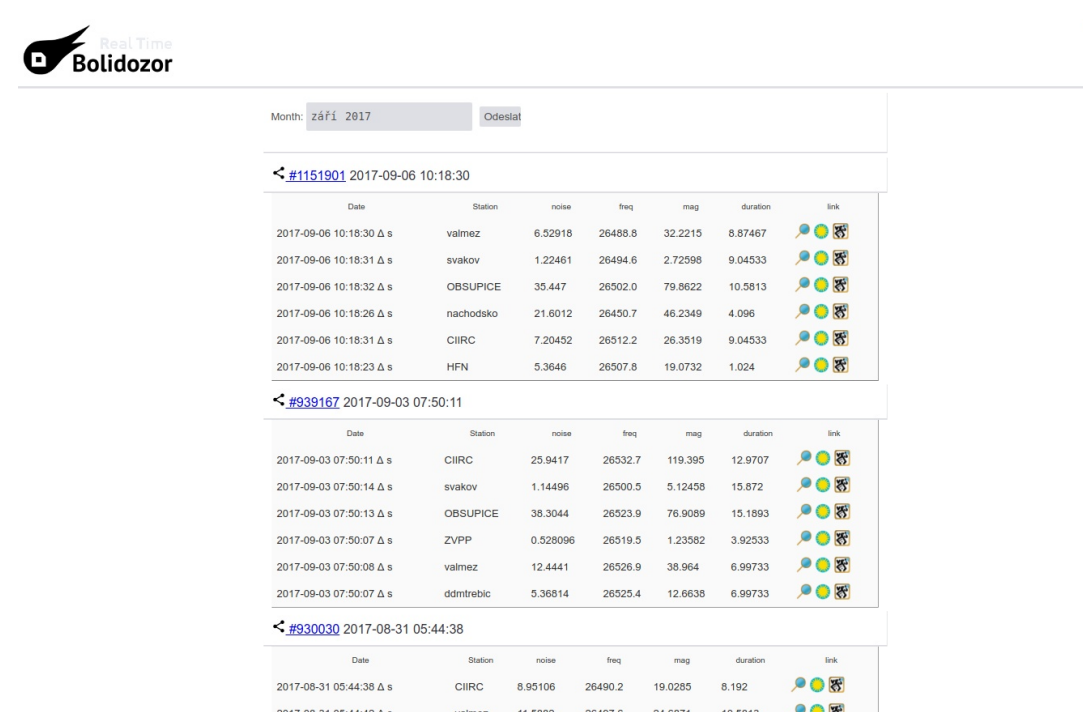 Real Time
Bolidozor
Month: září 2017 Odeslat
#1151901 2017-09-06 10:18:30
Date Station noise freq mag duration link
2017-09-06 10:18:30 Δ s valmez 6.52918 26488.8 32.2215 8.87467
2017-09-06 10:18:31 Δ s svakov 1.22461 26494.6 2.72598 9.04533
2017-09-06 10:18:32 Δ s OBSUPICE 35.447 26502.0 79.8622 10.5813
2017-09-06 10:18:26 Δ s nachodsko 21.6012 26450.7 46.2349 4.096
2017-09-06 10:18:31 Δ s CIIRC 7.20452 26512.2 26.3519 9.04533
2017-09-06 10:18:23 Δ s HFN 5.3646 26507.8 19.0732 1.024
#939167 2017-09-03 07:50:11
Date Station noise freq mag duration link
2017-09-03 07:50:11 Δ s CIIRC 25.9417 26532.7 119.395 12.9707
2017-09-03 07:50:14 Δ s svakov 1.14496 26500.5 5.12458 15.872
2017-09-03 07:50:13 Δ s OBSUPICE 38.3044 26523.9 76.9089 15.1893
2017-09-03 07:50:07 Δ s ZVPP 0.528096 26519.5 1.23582 3.92533
2017-09-03 07:50:08 Δ s valmez 12.4441 26526.9 38.964 6.99733
2017-09-03 07:50:07 Δ s ddmtrebic 5.36814 26525.4 12.6638 6.99733
#930030 2017-08-31 05:44:38
Date Station noise freq mag duration link
2017-08-31 05:44:38 Δ s CIIRC 8.95106 26490.2 19.0285 8.192